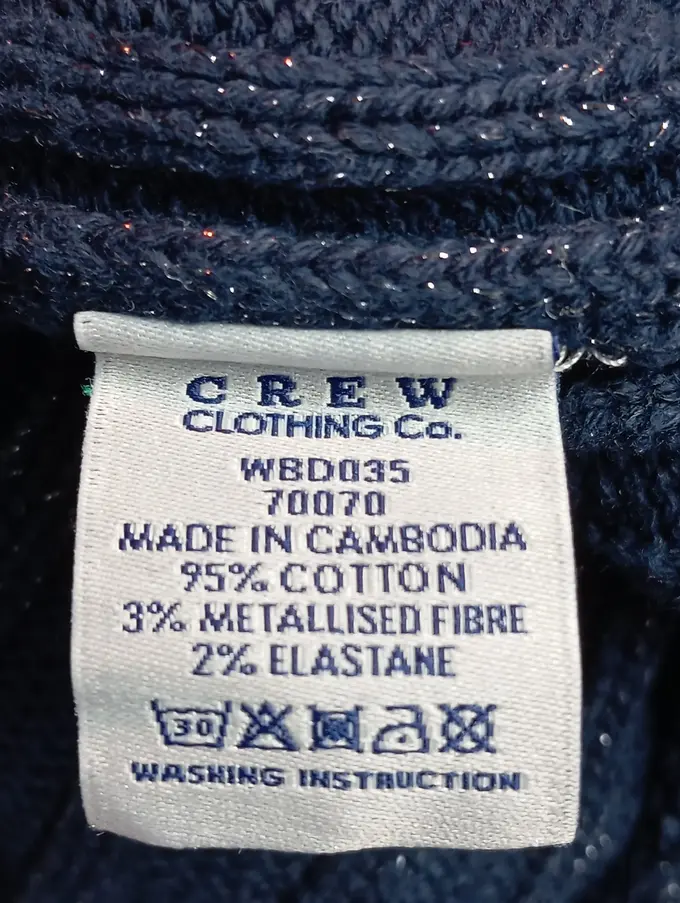 CREW
CLOTHING Co.
W8D035
70070
MADE IN CAMBODIA
95% COTTON
3% METALLISED FIBRE
2% ELASTANE
30
WASHING INSTRUCTION